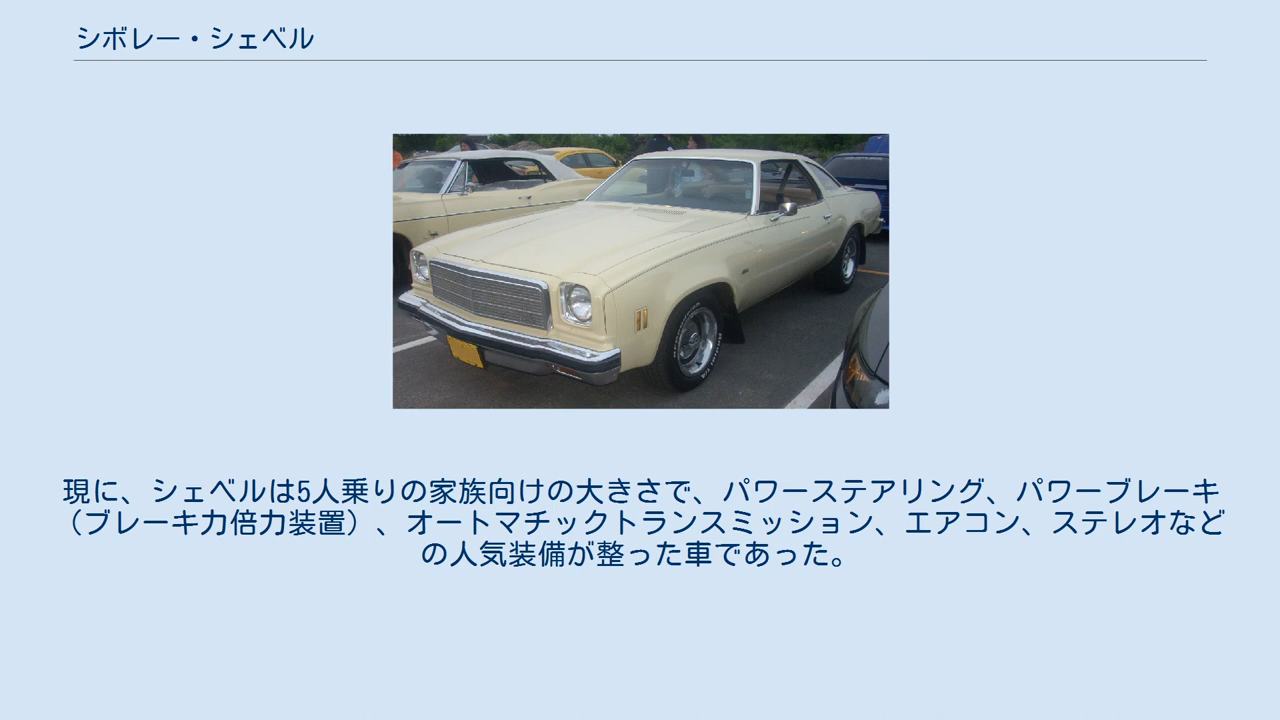 シボレー・シェベル
現に、シェベルは5人乗りの家族向けの大きさで、パワーステアリング、パワーブレーキ
（ブレーキ力倍力装置）、オートマチックトランスミッション、エアコン、ステレオなど
の人気装備が整った車であった。